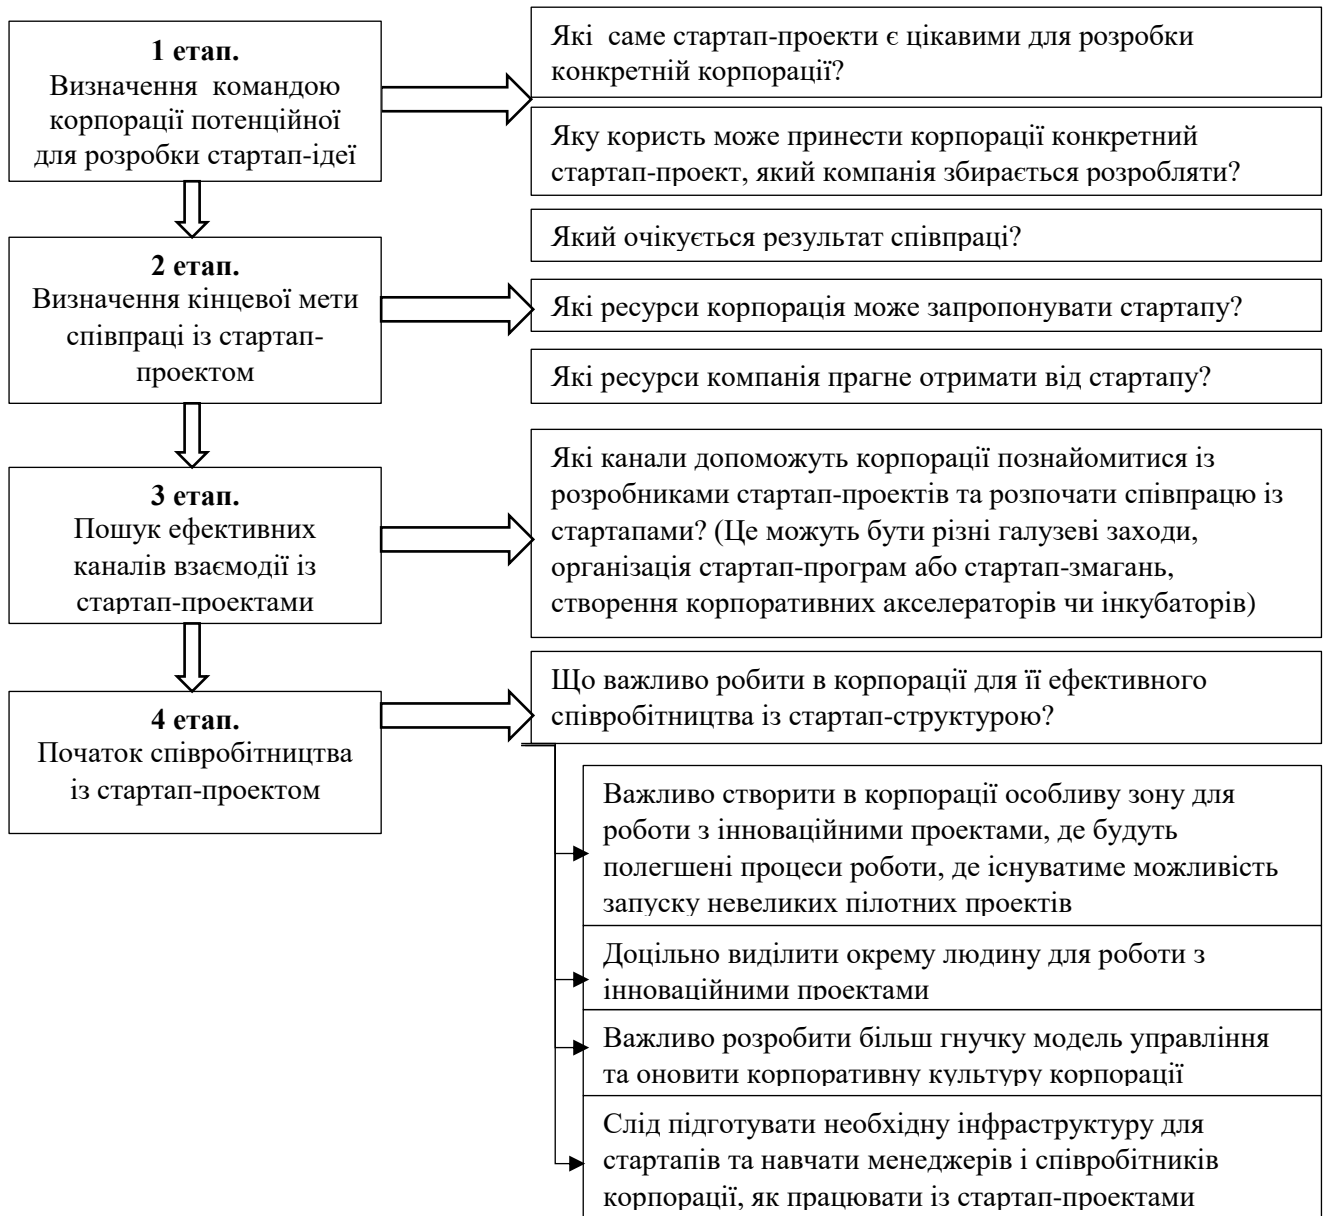 1 етап.
Визначення командою
корпорації потенційної
для розробки стартап-ідеї
Які саме стартап-проекти є цікавими для розробки
конкретній корпорації?
Яку користь може принести корпорації конкретний
стартап-проект, який компанія збирається розробляти?
2 етап.
Визначення кінцевої мети
співпраці із стартап-
проектом
Який очікується результат співпраці?
Які ресурси корпорація може запропонувати стартапу?
Які ресурси компанія прагне отримати від стартапу?
3 етап.
Пошук ефективних
каналів взаємодії із
стартап-проектами
Які канали допоможуть корпорації познайомитися із
розробниками стартап-проектів та розпочати співпрацю із
стартапами? (Це можуть бути різні галузеві заходи,
організація стартап-програм або стартап-змагань,
створення корпоративних акселераторів чи інкубаторів)
4 етап.
Початок співробітництва
із стартап-проектом
Що важливо робити в корпорації для її ефективного
співробітництва із стартап-структурою?
Важливо створити в корпорації особливу зону для
роботи з інноваційними проектами, де будуть
полегшені процеси роботи, де існуватиме можливість
запуску невеликих пілотних проектів
Доцільно виділити окрему людину для роботи з
інноваційними проектами
Важливо розробити більш гнучку модель управління
та оновити корпоративну культуру корпорації
Слід підготувати необхідну інфраструктуру для
стартапів та навчати менеджерів і співробітників
корпорації, як працювати із стартап-проектами